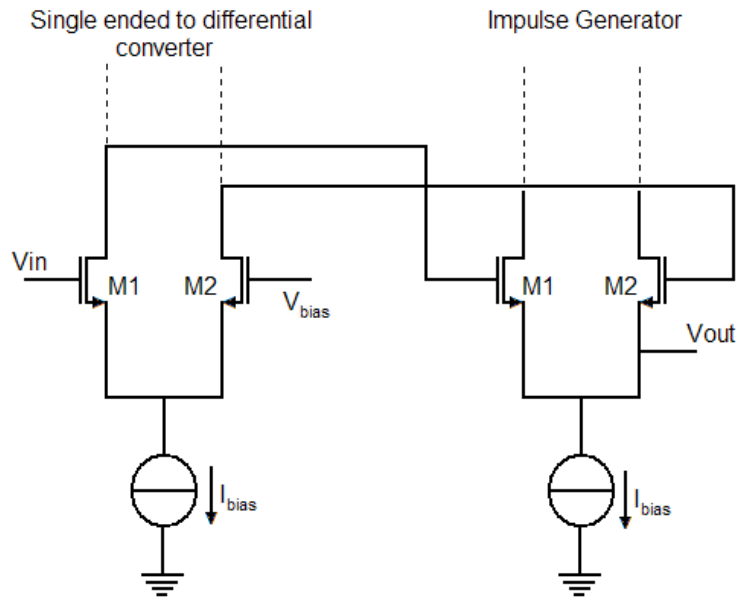 Single ended to differential
converter
Impulse Generator
Vin
M1
M2
Vbias
M1
M2
Vout
Ibias
Ibias